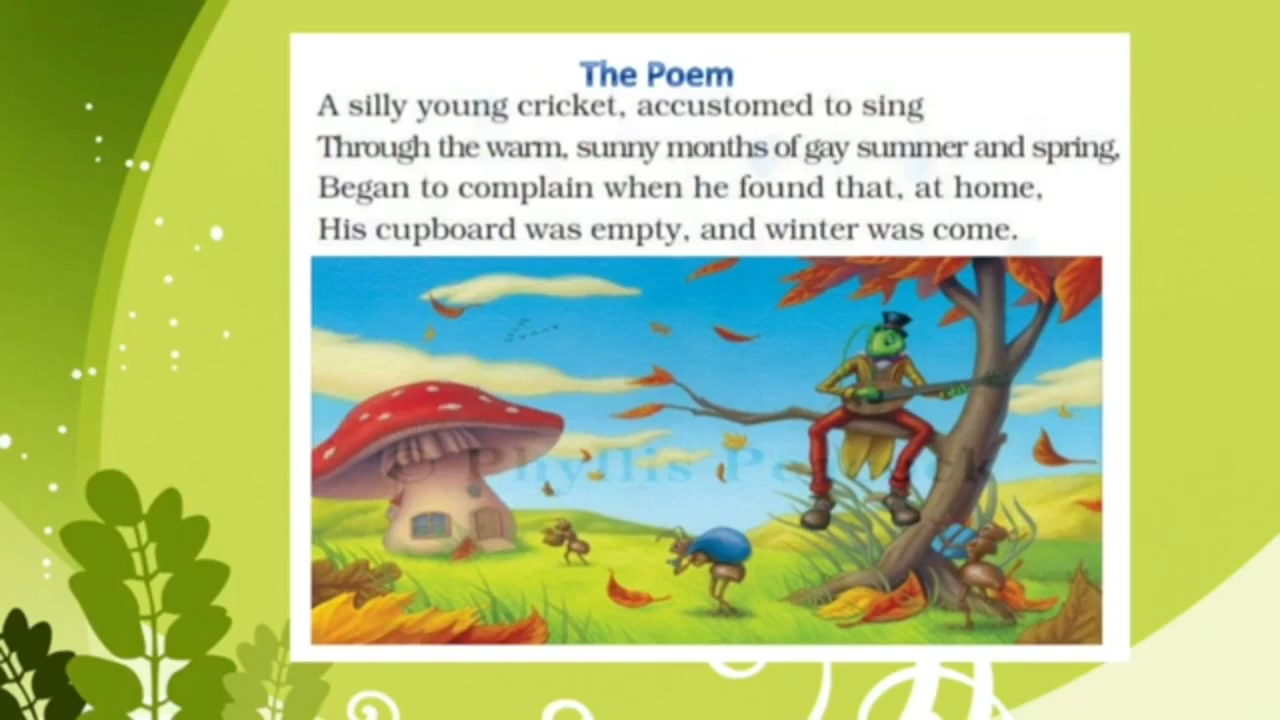 The Poem
A silly young cricket, accustomed to sing
Through the warm, sunny months of gay summer and spring,
Began to complain when he found that, at home,
His cupboard was empty, and winter was come.
© Phyllis